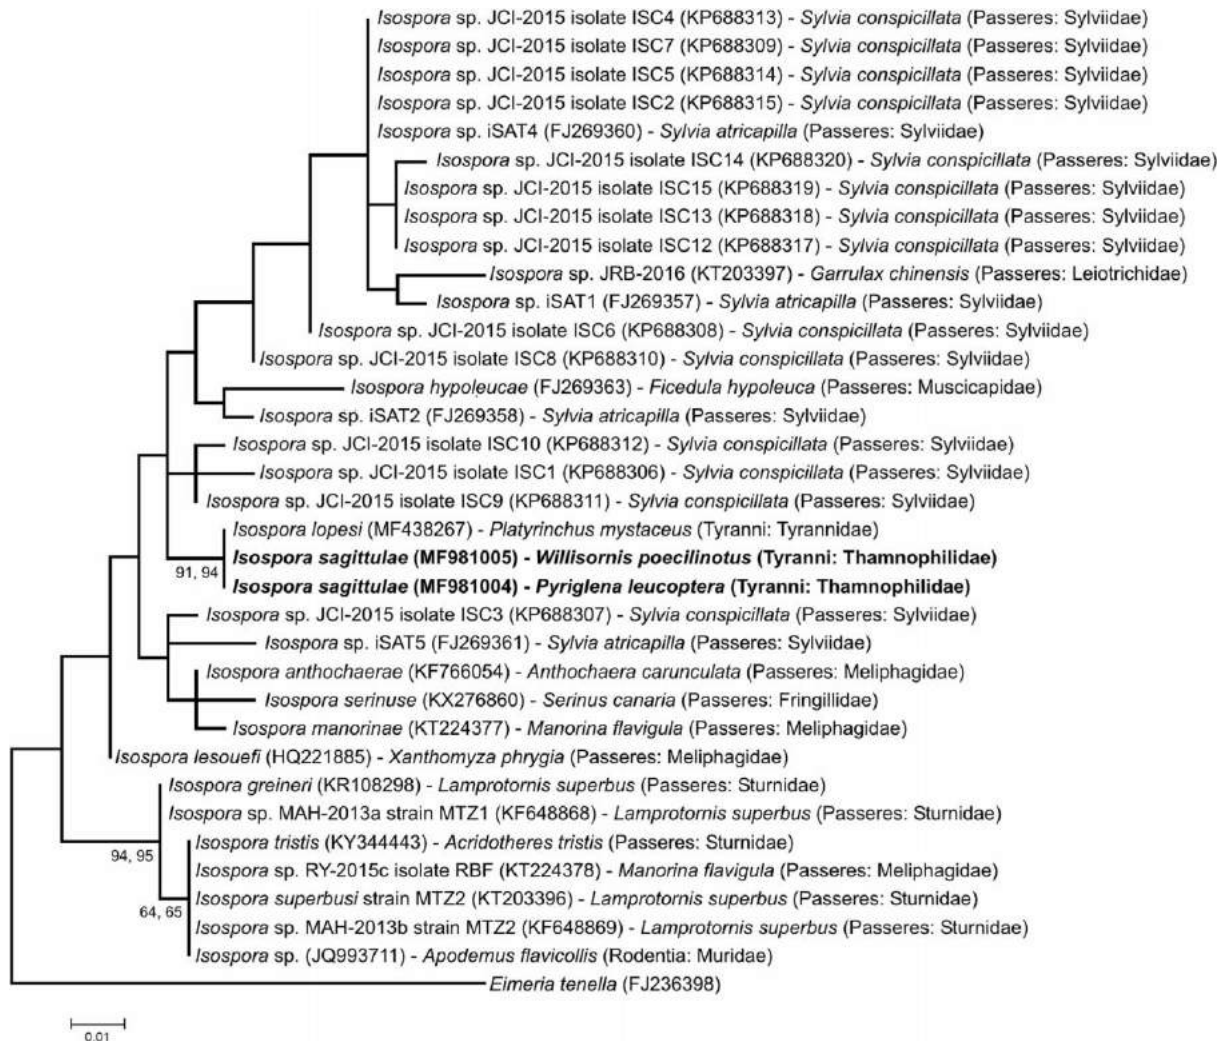 Isospora sp. JCI-2015 isolate ISC4 (KP688313) - Sylvia conspicillata (Passeres: Sylviidae)
Isospora sp. JCI-2015 isolate ISC7 (KP688309) - Sylvia conspicillata (Passeres: Sylviidae)
Isospora sp. JCI-2015 isolate ISC5 (KP688314) - Sylvia conspicillata (Passeres: Sylviidae)
Isospora sp. JCI-2015 isolate ISC2 (KP688315) - Sylvia conspicillata (Passeres: Sylviidae)
Isospora sp. iSAT4 (FJ269360) - Sylvia atricapilla (Passeres: Sylviidae)
Isospora sp. JCI-2015 isolate ISC14 (KP688320) - Sylvia conspicillata (Passeres: Sylviidae)
Isospora sp. JCI-2015 isolate ISC15 (KP688319) - Sylvia conspicillata (Passeres: Sylviidae)
Isospora sp. JCI-2015 isolate ISC13 (KP688318) - Sylvia conspicillata (Passeres: Sylviidae)
Isospora sp. JCI-2015 isolate ISC12 (KP688317) - Sylvia conspicillata (Passeres: Sylviidae)
Isospora sp. JRB-2016 (KT203397) - Garrulax chinensis (Passeres: Leiotrichidae)
Isospora sp. iSAT1 (FJ269357) - Sylvia atricapilla (Passeres: Sylviidae)
Isospora sp. JCI-2015 isolate ISC6 (KP688308) - Sylvia conspicillata (Passeres: Sylviidae)
Isospora sp. JCI-2015 isolate ISC8 (KP688310) - Sylvia conspicillata (Passeres: Sylviidae)
Isospora hypoleucae (FJ269363) - Ficedula hypoleuca (Passeres: Muscicapidae)
Isospora sp. iSAT2 (FJ269358) - Sylvia atricapilla (Passeres: Sylviidae)
Isospora sp. JCI-2015 isolate ISC10 (KP688312) - Sylvia conspicillata (Passeres: Sylviidae)
Isospora sp. JCI-2015 isolate ISC1 (KP688306) - Sylvia conspicillata (Passeres: Sylviidae)
Isospora sp. JCI-2015 isolate ISC9 (KP688311) - Sylvia conspicillata (Passeres: Sylviidae)
Isospora lopesi (MF438267) - Platyrinchus mystaceus (Tyranni: Tyrannidae)
Isospora sagittulae (MF981005) - Willisornis poecilinotus (Tyranni: Thamnophilidae)
91, 94
Isospora sagittulae (MF981004) - Pyriglena leucoptera (Tyranni: Thamnophilidae)
Isospora sp. JCI-2015 isolate ISC3 (KP688307) - Sylvia conspicillata (Passeres: Sylviidae)
Isospora sp. iSAT5 (FJ269361) - Sylvia atricapilla (Passeres: Sylviidae)
Isospora anthochaerae (KF766054) - Anthochaera carunculata (Passeres: Meliphagidae)
Isospora serinuse (KX276860) - Serinus canaria (Passeres: Fringillidae)
Isospora manorinae (KT224377) - Manorina flavigula (Passeres: Meliphagidae)
Isospora lesouefi (HQ221885) - Xanthomyza phrygia (Passeres: Meliphagidae)
Isospora greineri (KR108298) - Lamprotornis superbus (Passeres: Sturnidae)
Isospora sp. MAH-2013a strain MTZ1 (KF648868) - Lamprotornis superbus (Passeres: Sturnidae)
Isospora tristis (KY344443) - Acridotheres tristis (Passeres: Sturnidae)
94, 95
Isospora sp. RY-2015c isolate RBF (KT224378) - Manorina flavigula (Passeres: Meliphagidae)
Isospora superbusi strain MTZ2 (KT203396) - Lamprotornis superbus (Passeres: Sturnidae)
64, 65
Isospora sp. MAH-2013b strain MTZ2 (KF648869) - Lamprotornis superbus (Passeres: Sturnidae)
Isospora sp. (JQ993711) - Apodemus flavicollis (Rodentia: Muridae)
Eimeria tenella (FJ236398)
0.01